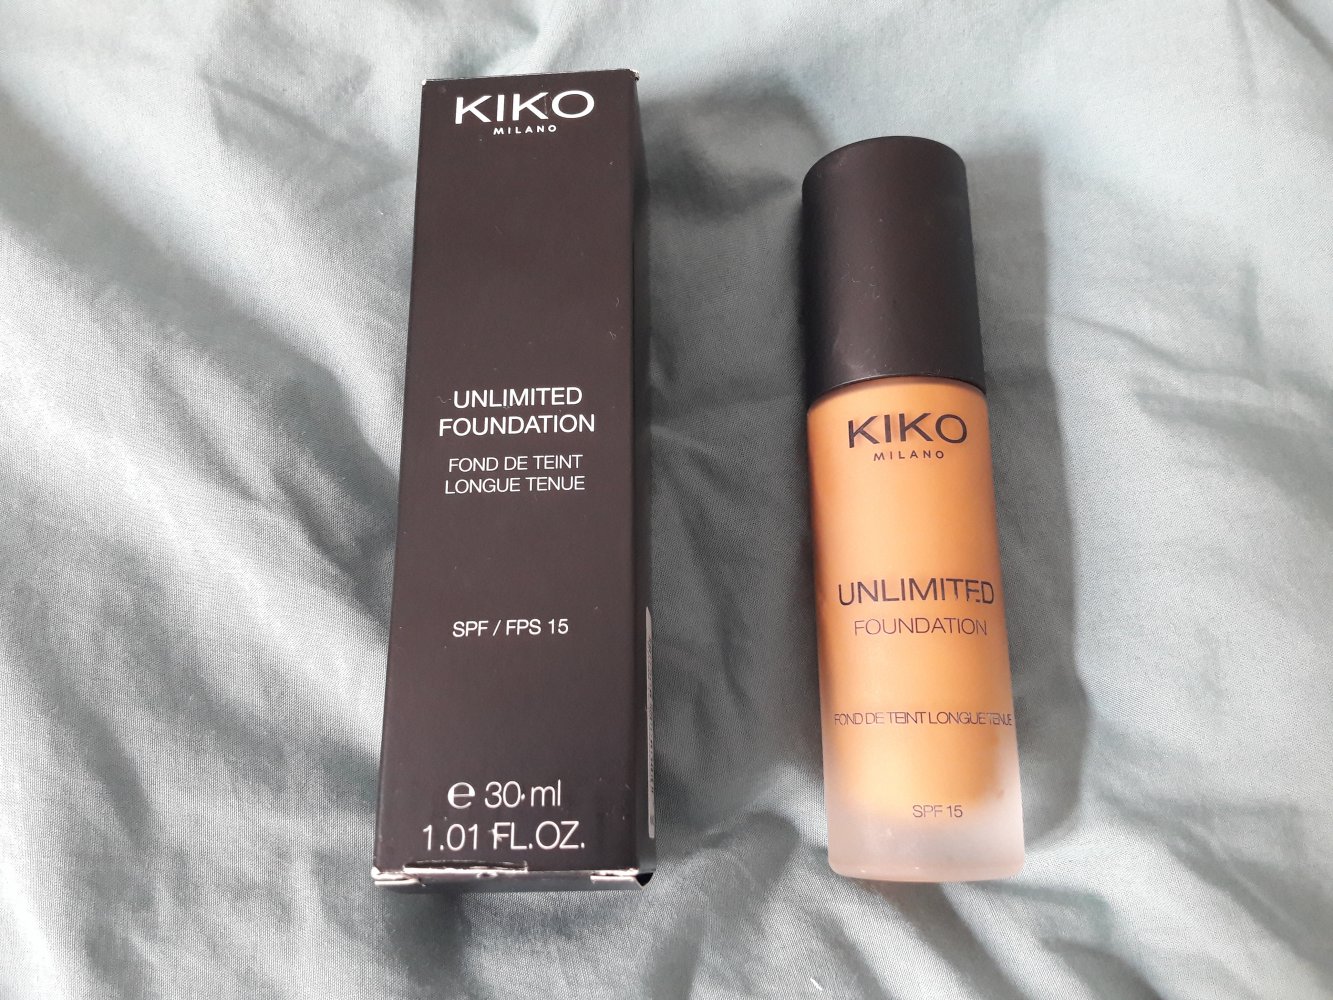 KIKO
MILANO
UNLIMITED
FOUNDATION
FOND DE TEINT
LONGUE TENUE
SPF / FPS 15
℮ 30 ml
1.01 FL.OZ.
KIKO
MILANO
UNLIMITED
FOUNDATION
FOND DE TEINT LONGUE TENUE
SPF 15